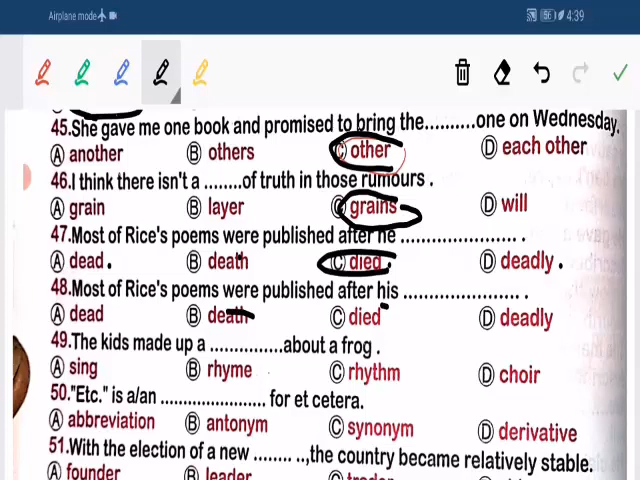 Airplane mode 56 4:39
45.She gave me one book and promised to bring the..........one on Wednesday.
Ⓐ another Ⓑ others Ⓒ other Ⓓ each other
46.I think there isn't a ........of truth in those rumours .
Ⓐ grain Ⓑ layer Ⓒ grains Ⓓ will
47.Most of Rice's poems were published after he ........................ .
Ⓐ dead . Ⓑ death Ⓒ died . Ⓓ deadly .
48.Most of Rice's poems were published after his ....................... .
Ⓐ dead Ⓑ death Ⓒ died Ⓓ deadly
49.The kids made up a ...............about a frog .
Ⓐ sing Ⓑ rhyme Ⓒ rhythm Ⓓ choir
50."Etc." is a/an ...................... for et cetera.
Ⓐ abbreviation Ⓑ antonym Ⓒ synonym Ⓓ derivative
51.With the election of a new ........ ..,the country became relatively stable.
Ⓐ founder Ⓑ leader